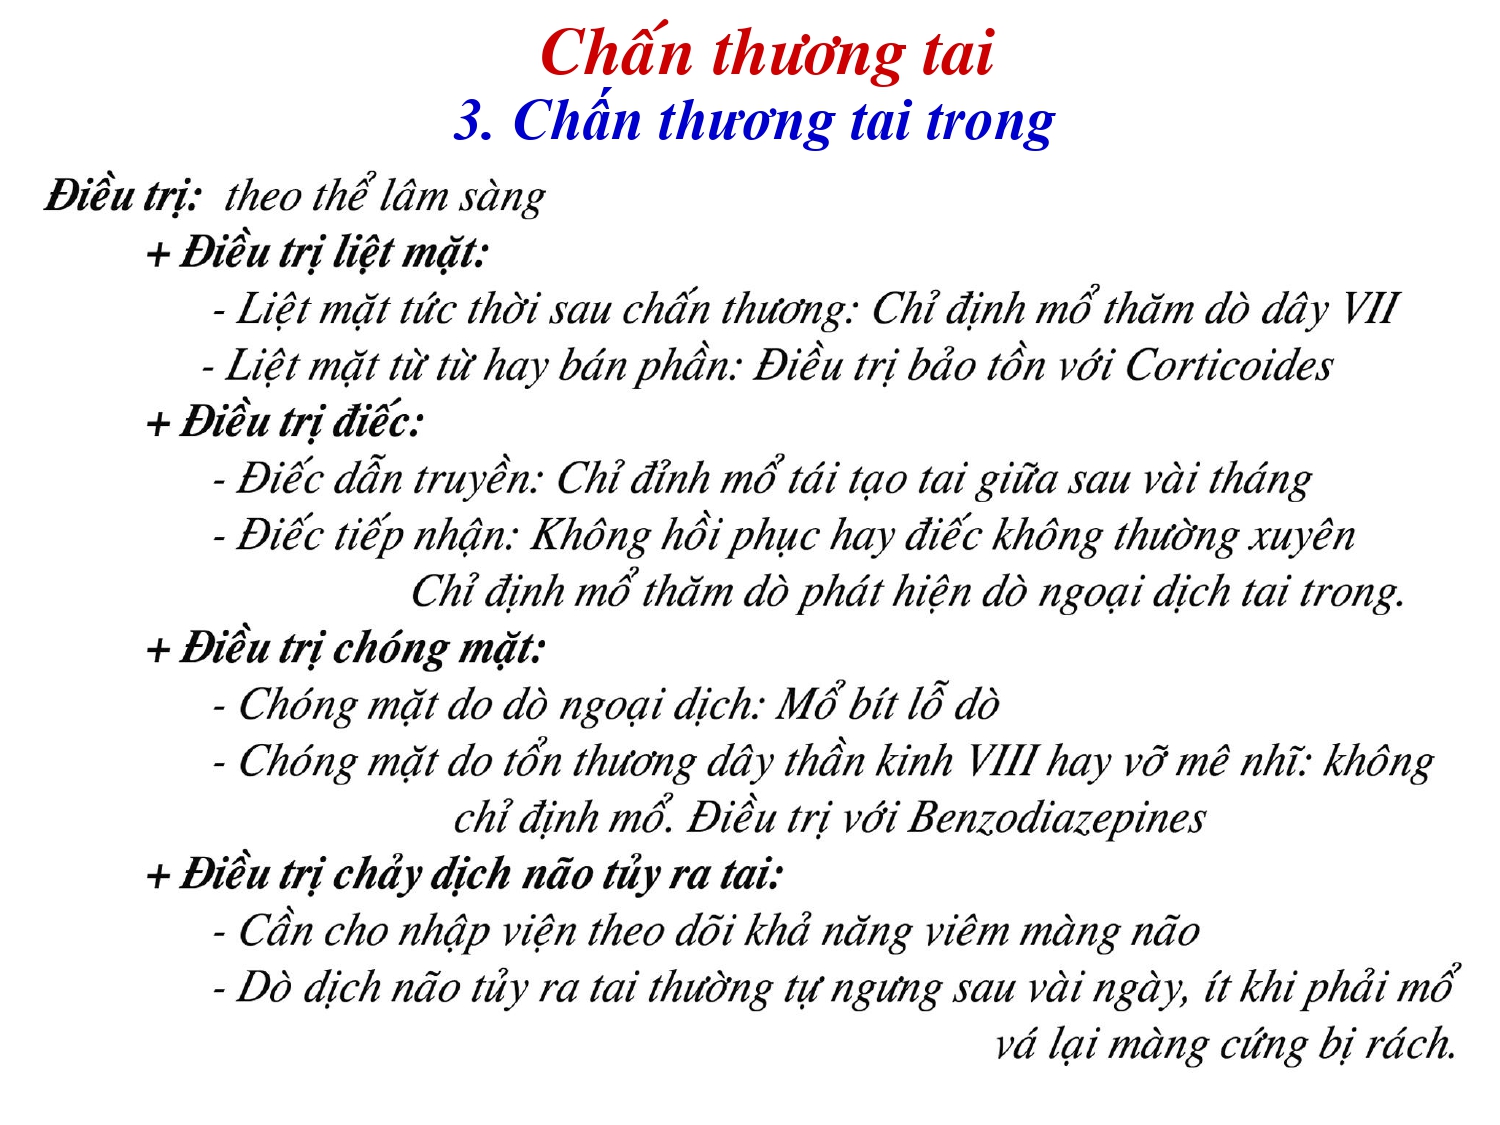 Chấn thương tai
3. Chấn thương tai trong
Điều trị: theo thể lâm sàng
+ Điều trị liệt mặt:
- Liệt mặt tức thời sau chấn thương: Chỉ định mổ thăm dò dây VII
- Liệt mặt từ từ hay bán phần: Điều trị bảo tồn với Corticoides
+ Điều trị điếc:
- Điếc dẫn truyền: Chỉ đỉnh mổ tái tạo tai giữa sau vài tháng
- Điếc tiếp nhận: Không hồi phục hay điếc không thường xuyên
Chỉ định mổ thăm dò phát hiện dò ngoại dịch tai trong.
+ Điều trị chóng mặt:
- Chóng mặt do dò ngoại dịch: Mổ bít lỗ dò
- Chóng mặt do tổn thương dây thần kinh VIII hay vỡ mê nhĩ: không
chỉ định mổ. Điều trị với Benzodiazepines
+ Điều trị chảy dịch não tủy ra tai:
- Cần cho nhập viện theo dõi khả năng viêm màng não
- Dò dịch não tủy ra tai thường tự ngưng sau vài ngày, ít khi phải mổ
vá lại màng cứng bị rách.